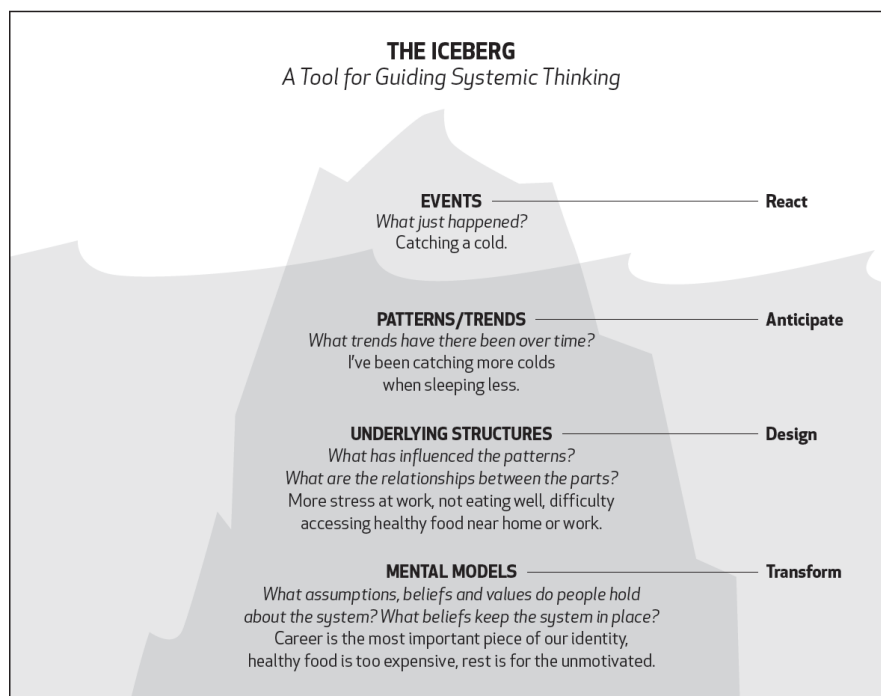 THE ICEBERG
A Tool for Guiding Systemic Thinking
EVENTS React
What just happened?
Catching a cold.
PATTERNS/TRENDS Anticipate
What trends have there been over time?
I've been catching more colds
when sleeping less.
UNDERLYING STRUCTURES Design
What has influenced the patterns?
What are the relationships between the parts?
More stress at work, not eating well, difficulty
accessing healthy food near home or work.
MENTAL MODELS Transform
What assumptions, beliefs and values do people hold
about the system? What beliefs keep the system in place?
Career is the most important piece of our identity,
healthy food is too expensive, rest is for the unmotivated.